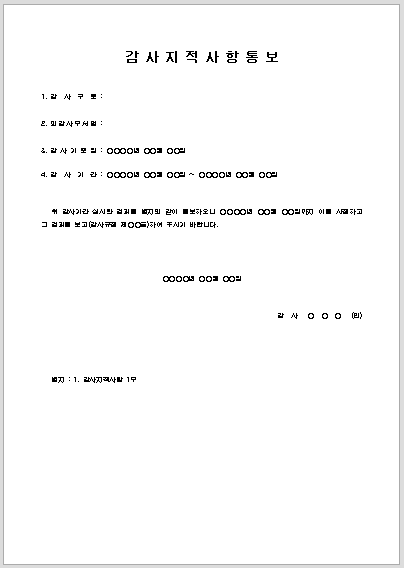 감 사 지 적 사 항 통 보
1. 감 사 구 분 :
2. 피감사부서명 :
3. 감 사 기 준 일 : ○○○○년 ○○월 ○○일
4. 감 사 기 간 : ○○○○년 ○○월 ○○일 ~ ○○○○년 ○○월 ○○일
위 감사기간 실시한 결과를 별지와 같이 통보하오니 ○○○○년 ○○월 ○○일까지 이를 시정하고
그 결과를 보고(감사규정 제○○조)하여 주시기 바랍니다.
○○○○년 ○○월 ○○일
감 사 ○ ○ ○ (인)
별지 : 1. 감사지적사항 1부